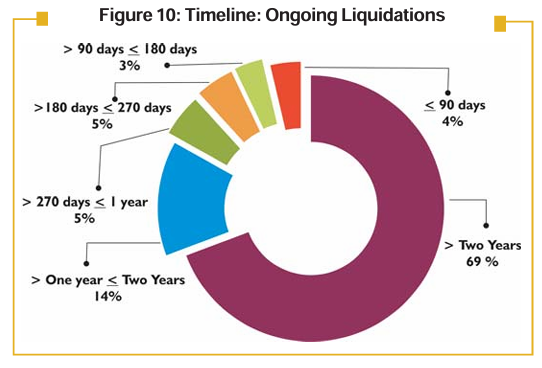 Figure 10: Timeline: Ongoing Liquidations
> 90 days ≤ 180 days
3%
>180 days ≤ 270 days
5%
≤ 90 days
4%
> 270 days ≤ 1 year
5%
> Two Years
69 %
> One year ≤ Two Years
14%